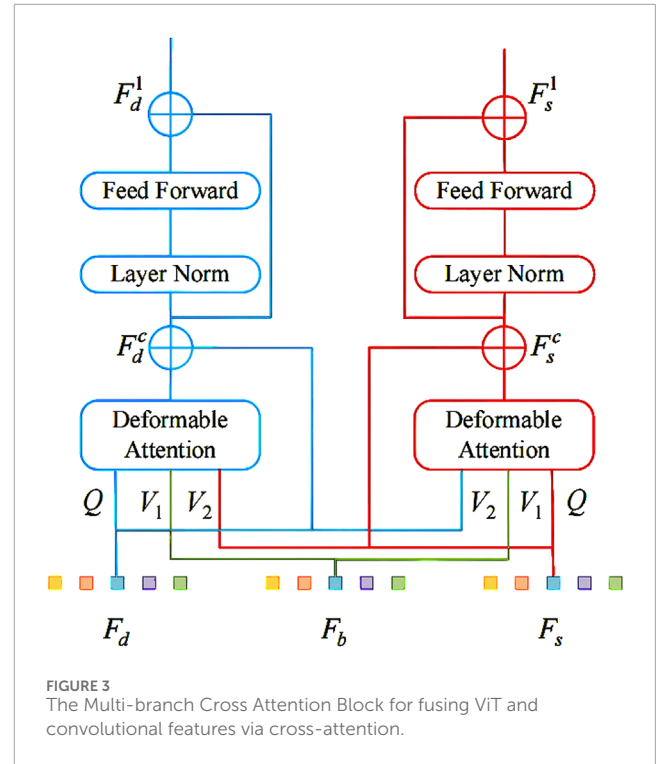 F_d^1 F_s^1
Feed Forward Feed Forward
Layer Norm Layer Norm
F_d^c F_s^c
Deformable Attention Deformable Attention
Q V_1 V_2 V_2 V_1 Q
F_d F_b F_s
FIGURE 3
The Multi-branch Cross Attention Block for fusing ViT and
convolutional features via cross-attention.